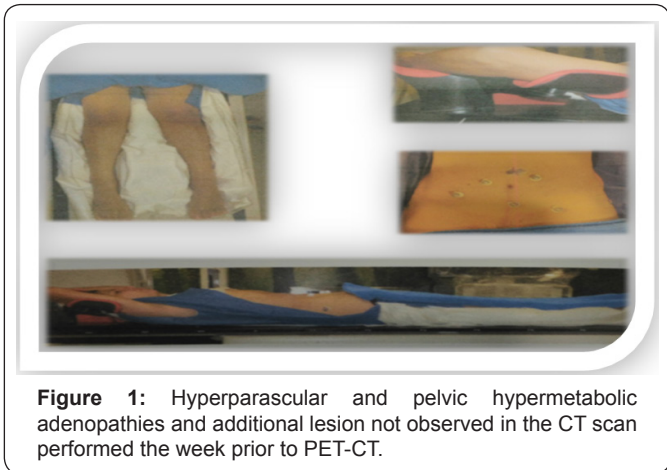 Figure 1: Hyperparascular and pelvic hypermetabolic
adenopathies and additional lesion not observed in the CT scan
performed the week prior to PET-CT.